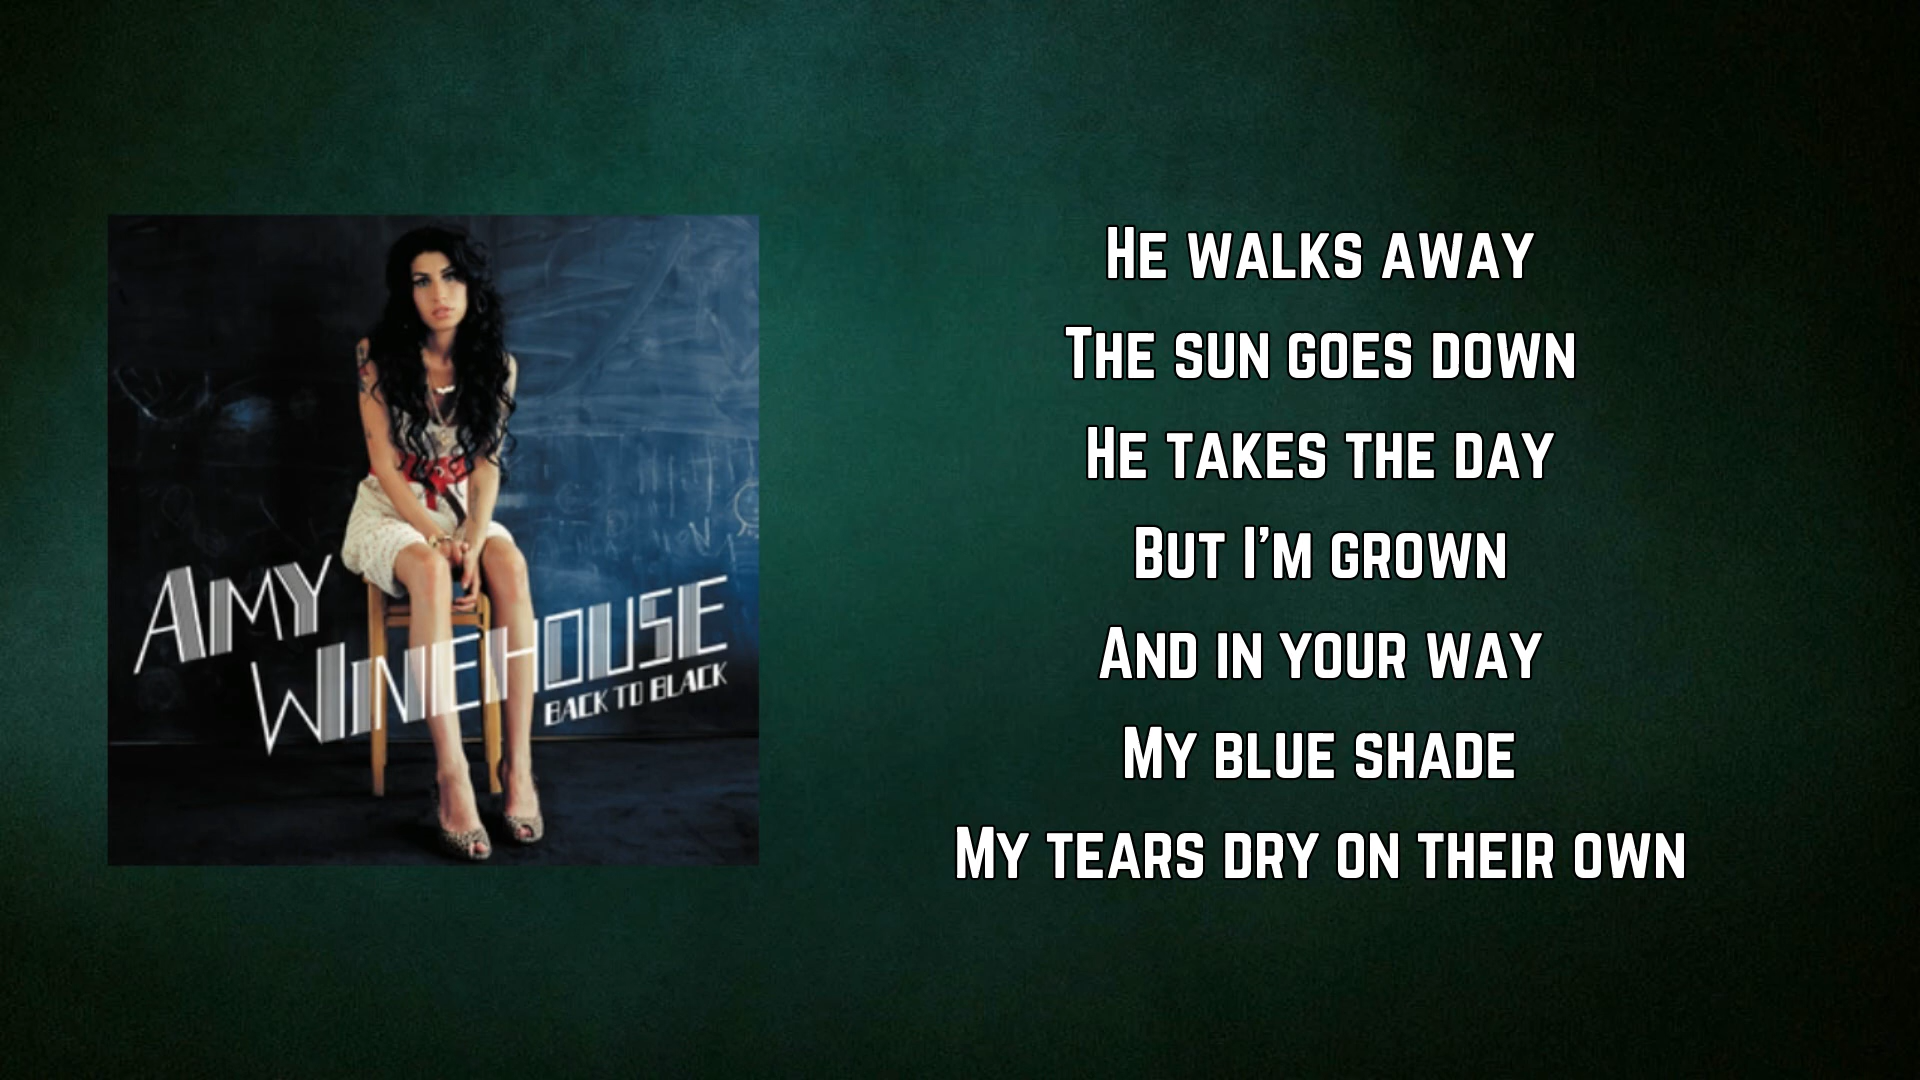 AMY
WINEHOUSE
BACK TO BLACK
He walks away
The sun goes down
He takes the day
But I'm grown
And in your way
My blue shade
My tears dry on their own